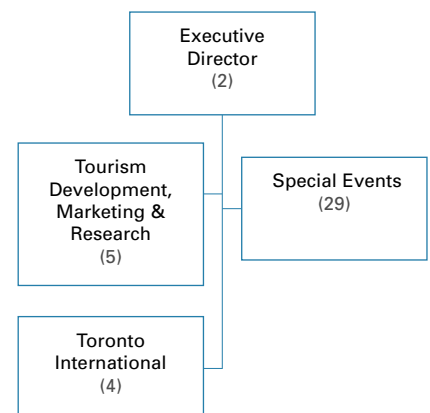 Executive
Director
(2)
Tourism
Development,
Marketing &
Research
(5)
Special Events
(29)
Toronto
International
(4)